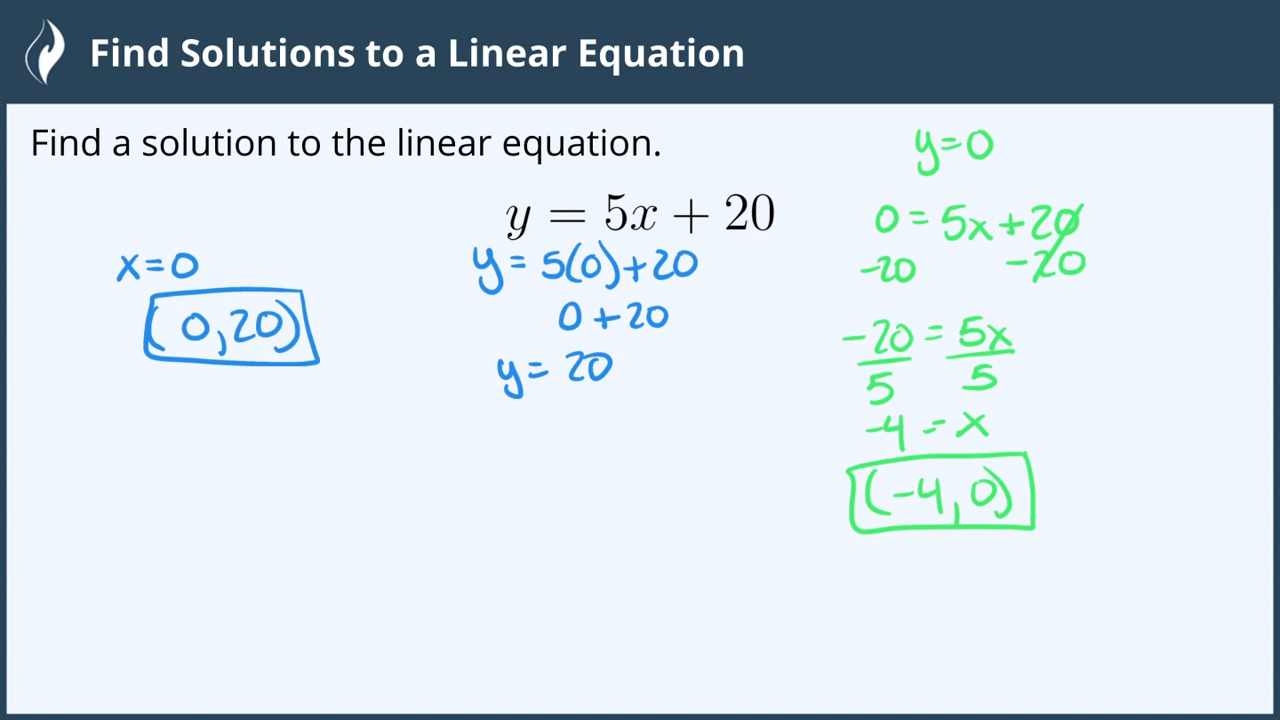 Find Solutions to a Linear Equation
Find a solution to the linear equation.
y = 5x + 20
x=0
(0,20)
y = 5(0)+20
0 + 20
y = 20
y=0
0 = 5x+20
-20 -20
-20 = 5x
5 5
-4 = x
(-4,0)